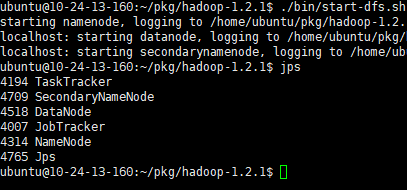 ubuntu@10-24-13-160:~/pkg/hadoop-1.2.1$ ./bin/start-dfs.sh
starting namenode, logging to /home/ubuntu/pkg/hadoop-1.2.
localhost: starting datanode, logging to /home/ubuntu/pkg/
localhost: starting secondarynamenode, logging to /home/ub
ubuntu@10-24-13-160:~/pkg/hadoop-1.2.1$ jps
4194 TaskTracker
4709 SecondaryNameNode
4518 DataNode
4007 JobTracker
4314 NameNode
4765 Jps
ubuntu@10-24-13-160:~/pkg/hadoop-1.2.1$